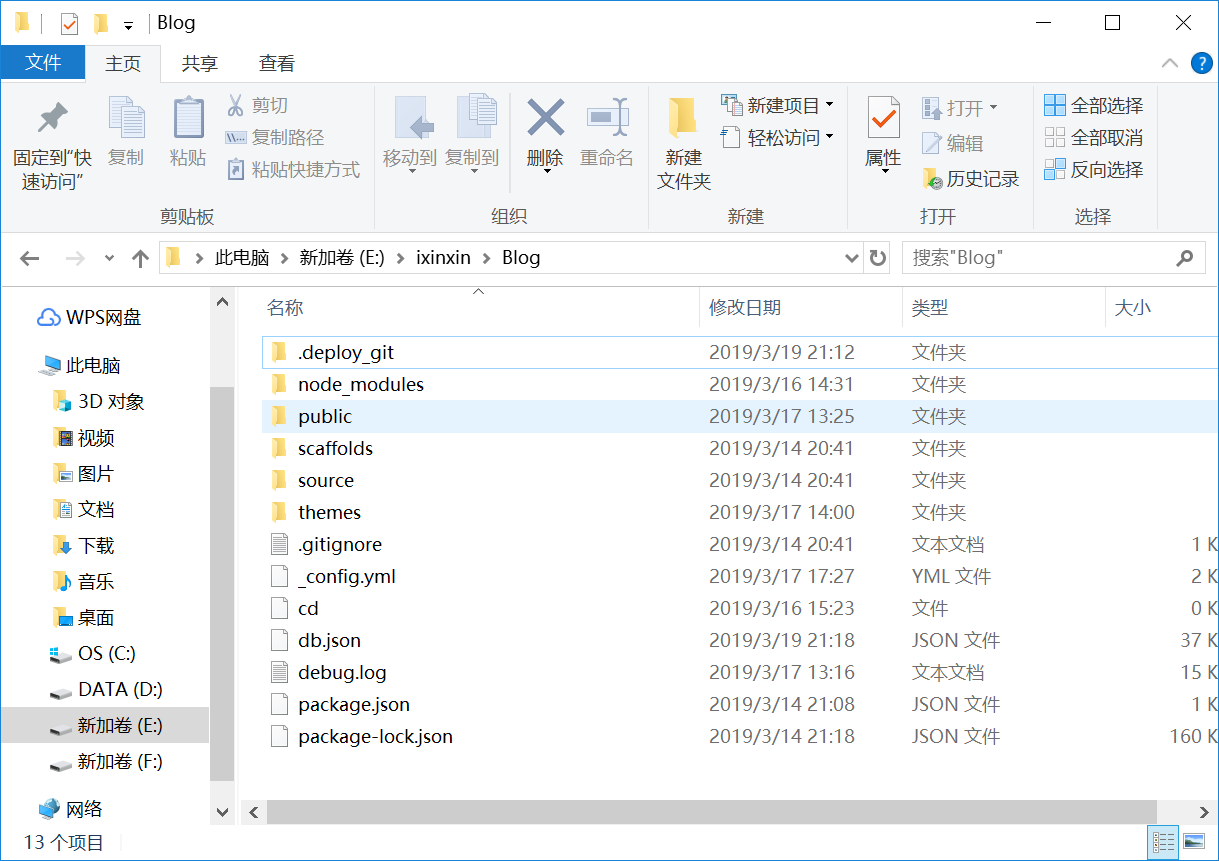 Blog
文件 主页 共享 查看
固定到“快速访问”
复制
粘贴
剪切
复制路径
粘贴快捷方式
剪贴板
移动到 复制到 删除 重命名
组织
新建文件夹
新建项目
轻松访问
新建
属性
打开
编辑
历史记录
打开
全部选择
全部取消
反向选择
选择
此电脑 新加卷 (E:) ixinxin Blog
搜索"Blog"
WPS网盘
此电脑
3D 对象
视频
图片
文档
下载
音乐
桌面
OS (C:)
DATA (D:)
新加卷 (E:)
新加卷 (F:)
网络
名称 修改日期 类型 大小
.deploy_git 2019/3/19 21:12 文件夹
node_modules 2019/3/16 14:31 文件夹
public 2019/3/17 13:25 文件夹
scaffolds 2019/3/14 20:41 文件夹
source 2019/3/14 20:41 文件夹
themes 2019/3/17 14:00 文件夹
.gitignore 2019/3/14 20:41 文本文档 1 K
_config.yml 2019/3/17 17:27 YML 文件 2 K
cd 2019/3/16 15:23 文件 0 K
db.json 2019/3/19 21:18 JSON 文件 37 K
debug.log 2019/3/17 13:16 文本文档 15 K
package.json 2019/3/14 21:08 JSON 文件 1 K
package-lock.json 2019/3/14 21:18 JSON 文件 160 K
13 个项目